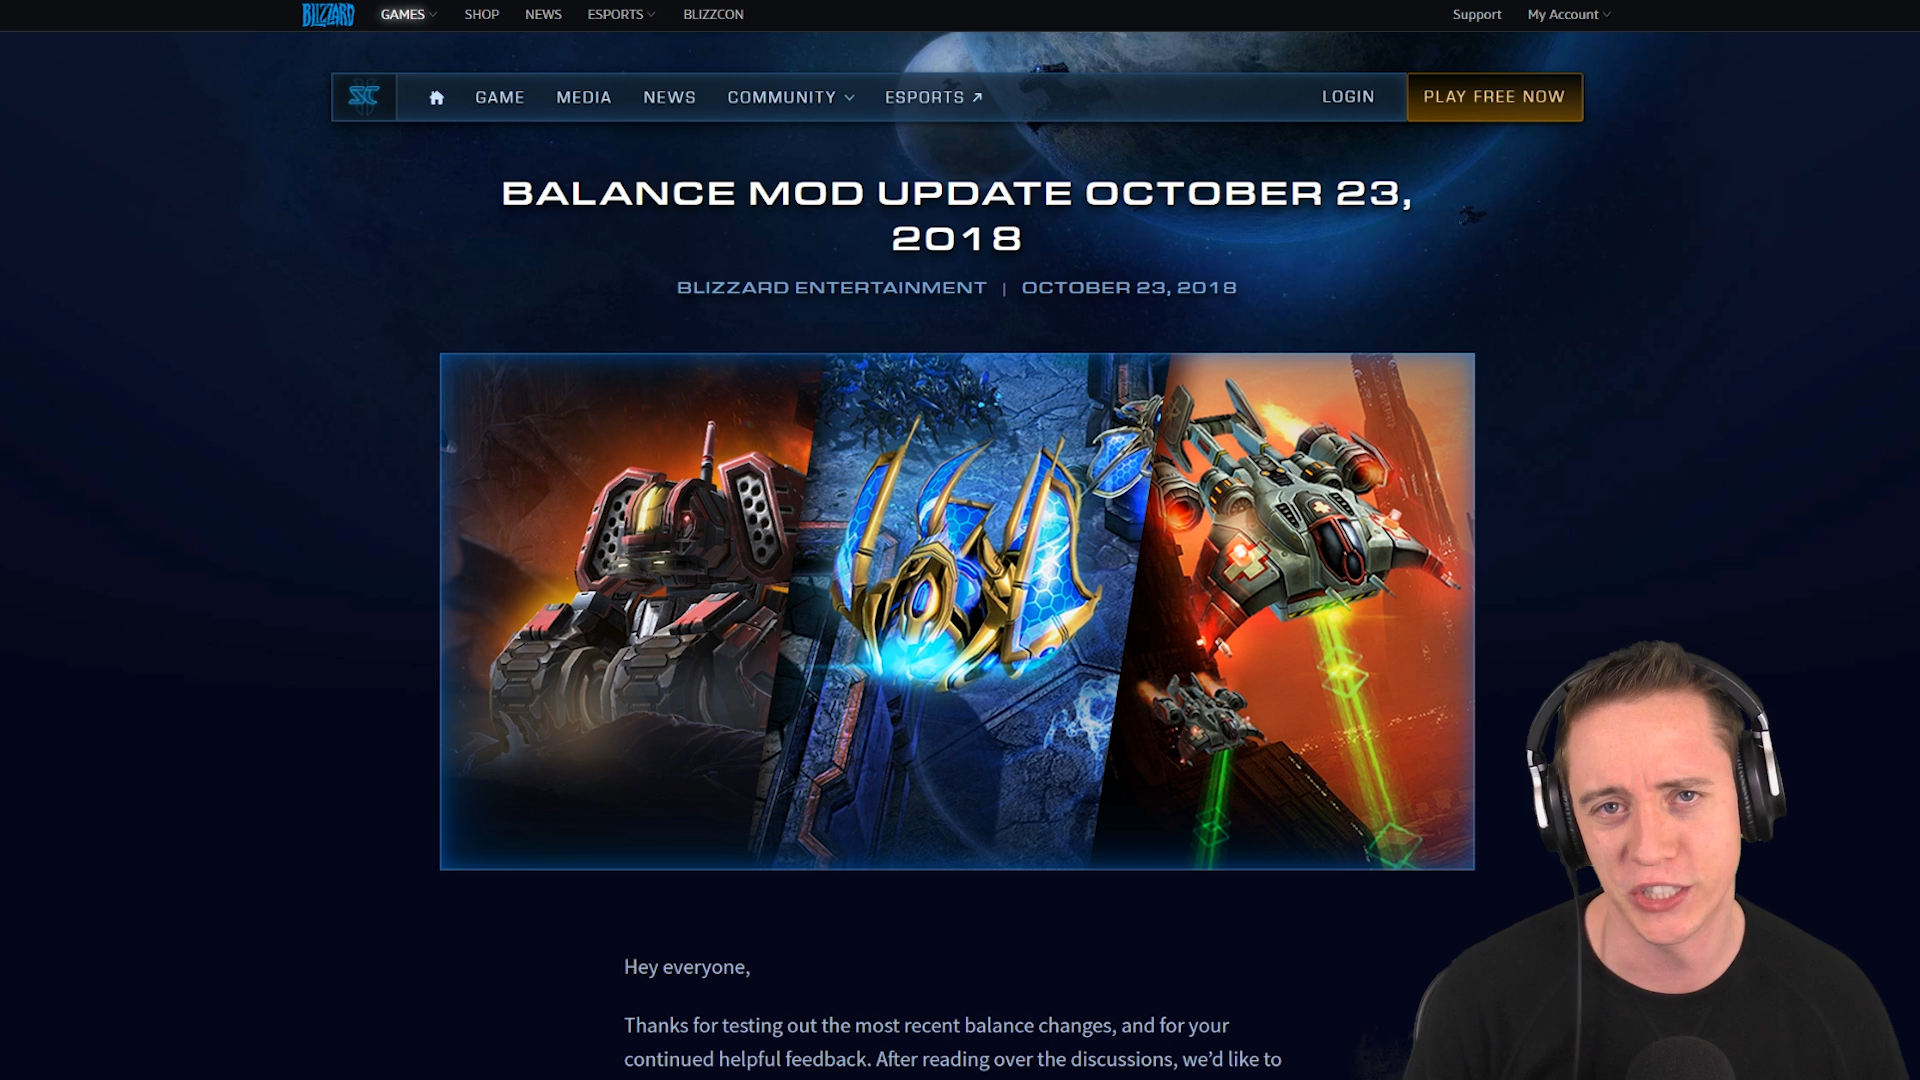 BLIZZARD GAMES SHOP NEWS ESPORTS BLIZZCON Support My Account
SC GAME MEDIA NEWS COMMUNITY ESPORTS LOGIN PLAY FREE NOW
BALANCE MOD UPDATE OCTOBER 23,
2018
BLIZZARD ENTERTAINMENT | OCTOBER 23, 2018
Hey everyone,
Thanks for testing out the most recent balance changes, and for your
continued helpful feedback. After reading over the discussions, we’d like to